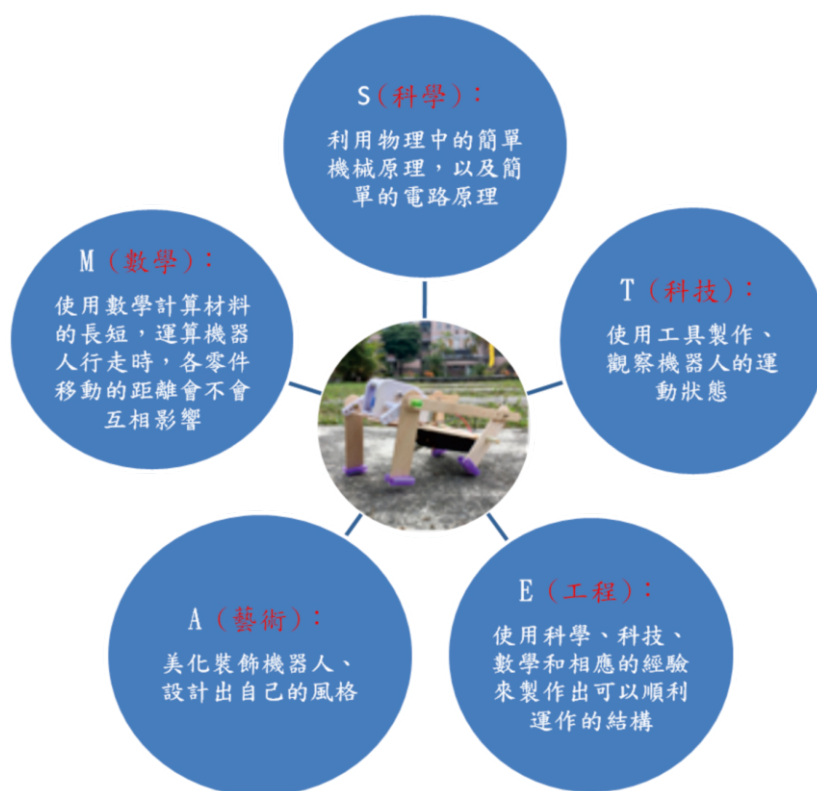 S(科學)：
利用物理中的簡單
機械原理，以及簡
單的電路原理
T(科技)：
使用工具製作、
觀察機器人的運
動狀態
E(工程)：
使用科學、科技、
數學和相應的經驗
來製作出可以順利
運作的結構
A(藝術)：
美化裝飾機器人、
設計出自己的風格
M(數學)：
使用數學計算材料
的長短，運算機器
人行走時，各零件
移動的距離會不會
互相影響